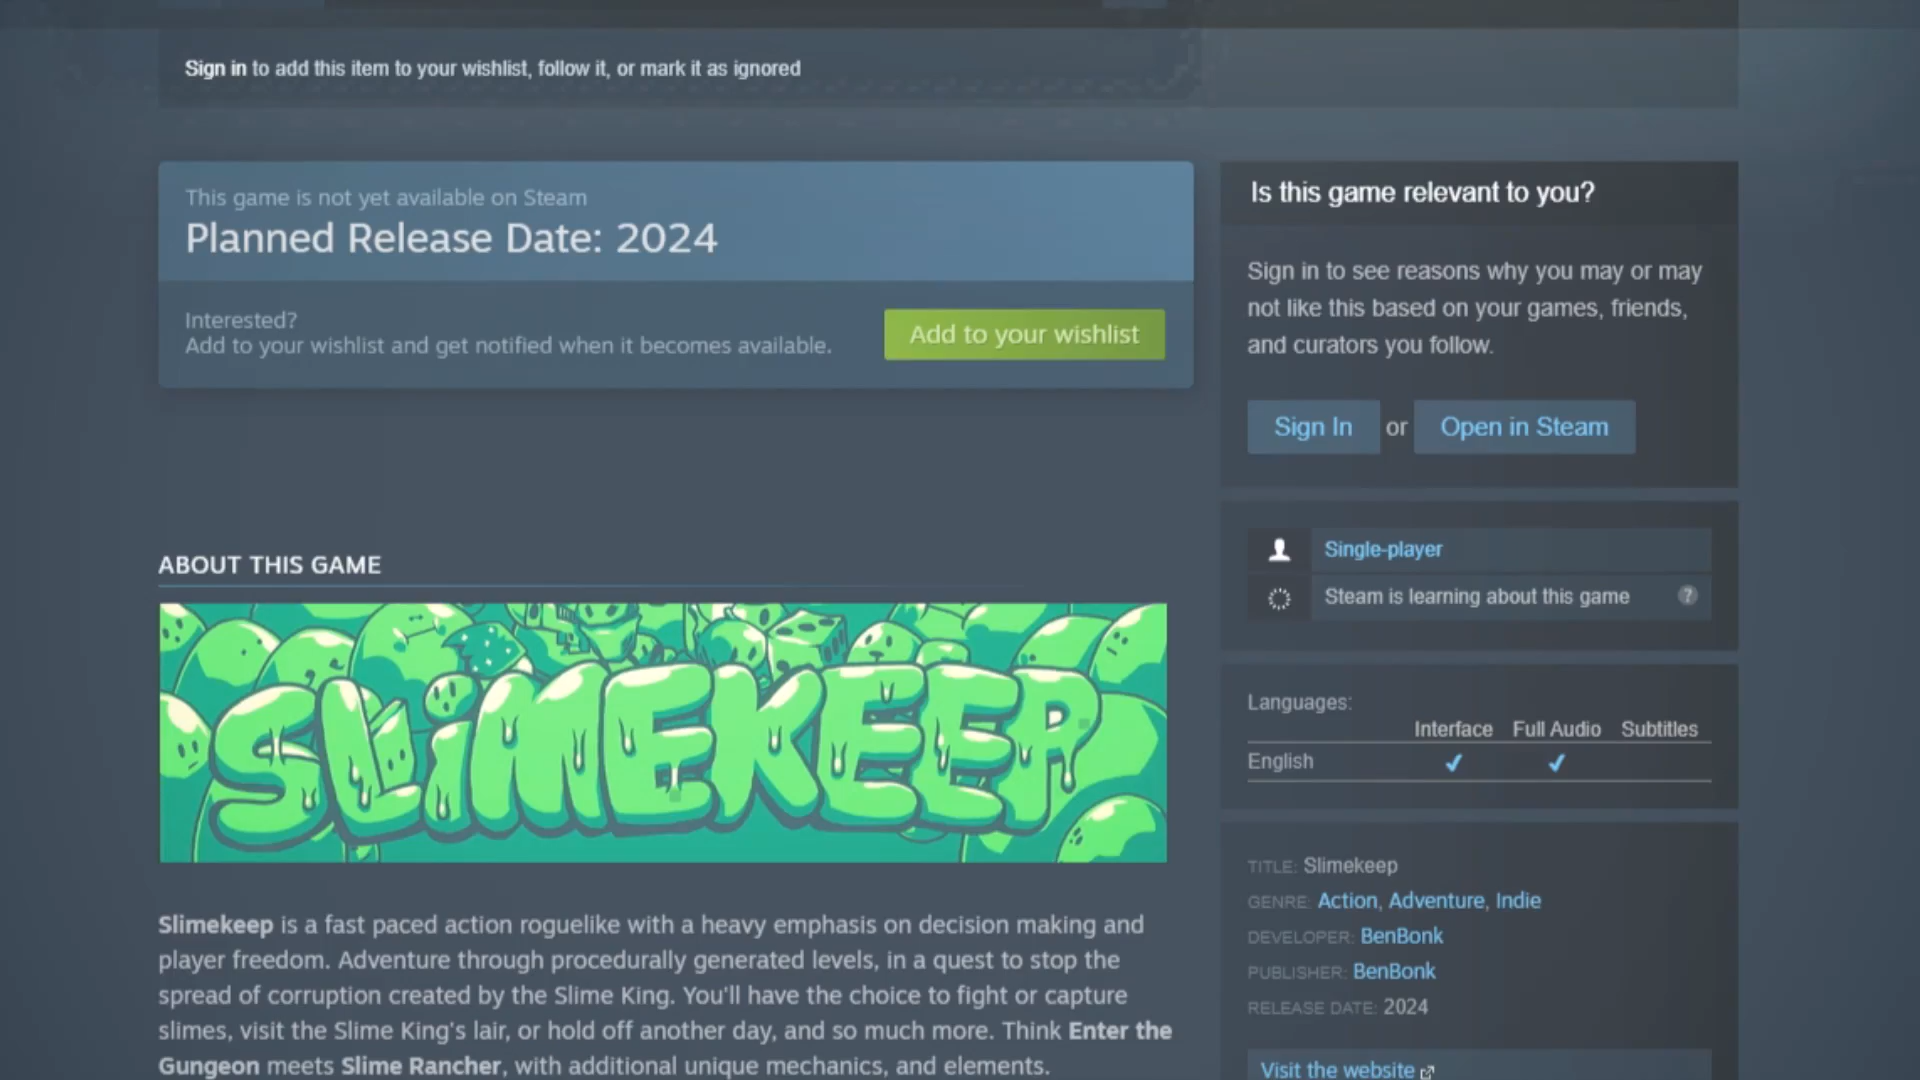 Sign in to add this item to your wishlist, follow it, or mark it as ignored
This game is not yet available on Steam
Planned Release Date: 2024
Interested?
Add to your wishlist and get notified when it becomes available.
Add to your wishlist
ABOUT THIS GAME
SLiMEKEEP
Slimekeep is a fast paced action roguelike with a heavy emphasis on decision making and
player freedom. Adventure through procedurally generated levels, in a quest to stop the
spread of corruption created by the Slime King. You'll have the choice to fight or capture
slimes, visit the Slime King's lair, or hold off another day, and so much more. Think Enter the
Gungeon meets Slime Rancher, with additional unique mechanics, and elements.
Is this game relevant to you?
Sign in to see reasons why you may or may
not like this based on your games, friends,
and curators you follow.
Sign In or Open in Steam
Single-player
Steam is learning about this game ?
Languages:
Interface Full Audio Subtitles
English ✔ ✔
TITLE: Slimekeep
GENRE: Action, Adventure, Indie
DEVELOPER: BenBonk
PUBLISHER: BenBonk
RELEASE DATE: 2024
Visit the website